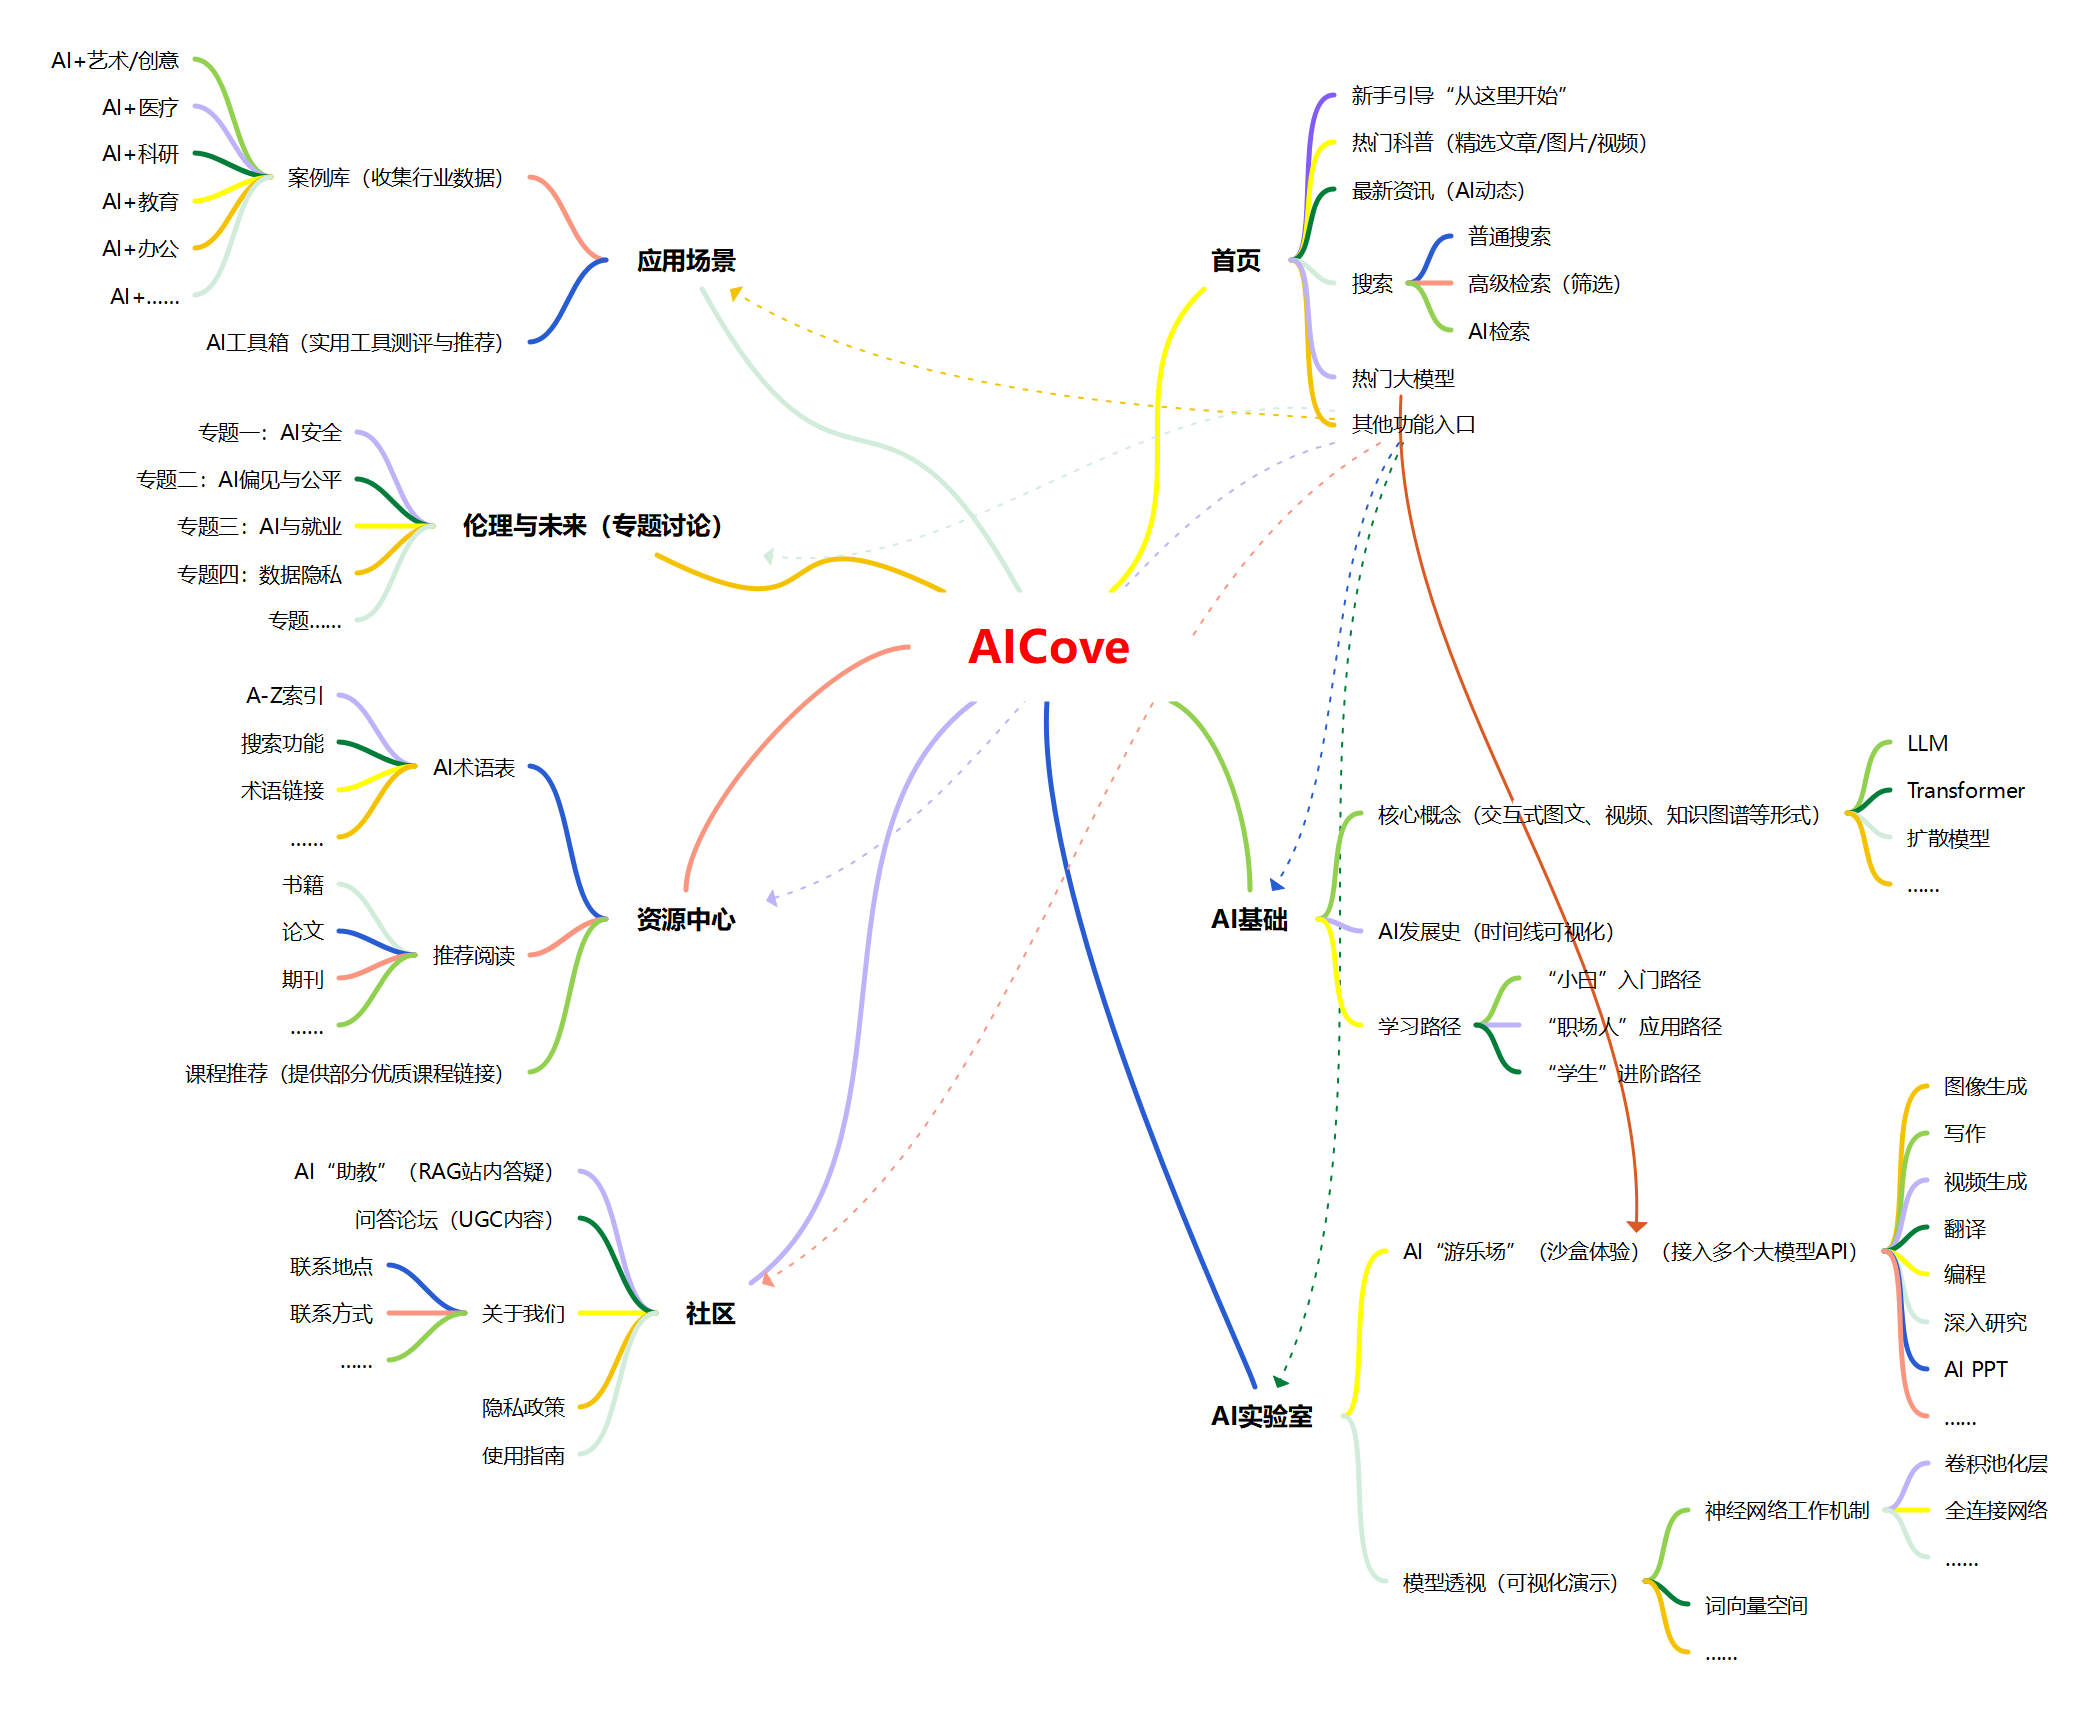 AICove
首页
新手引导“从这里开始”
热门科普（精选文章/图片/视频）
最新资讯（AI动态）
搜索
普通搜索
高级检索（筛选）
AI检索
热门大模型
其他功能入口
AI基础
核心概念（交互式图文、视频、知识图谱等形式）
LLM
Transformer
扩散模型
……
AI发展史（时间线可视化）
学习路径
“小白”入门路径
“职场人”应用路径
“学生”进阶路径
AI实验室
AI“游乐场”（沙盒体验）（接入多个大模型API）
图像生成
写作
视频生成
翻译
编程
深入研究
AI PPT
……
模型透视（可视化演示）
神经网络工作机制
卷积池化层
全连接网络
……
词向量空间
……
应用场景
案例库（收集行业数据）
AI+艺术/创意
AI+医疗
AI+科研
AI+教育
AI+办公
AI+……
AI工具箱（实用工具测评与推荐）
伦理与未来（专题讨论）
专题一：AI安全
专题二：AI偏见与公平
专题三：AI与就业
专题四：数据隐私
专题……
资源中心
AI术语表
A-Z索引
搜索功能
术语链接
……
推荐阅读
书籍
论文
期刊
……
课程推荐（提供部分优质课程链接）
社区
AI“助教”（RAG站内答疑）
问答论坛（UGC内容）
关于我们
联系地点
联系方式
……
隐私政策
使用指南